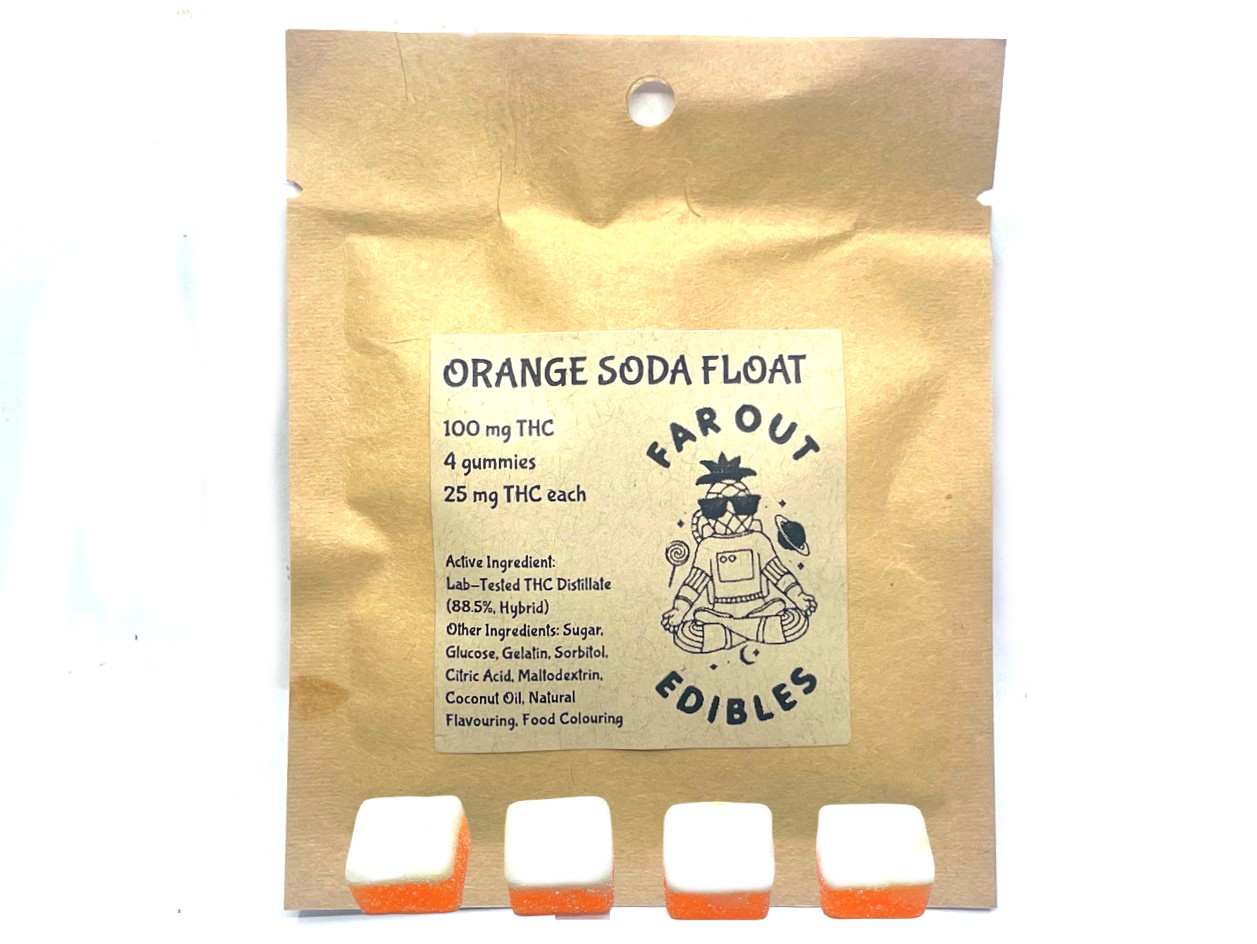 ORANGE SODA FLOAT
100 mg THC
4 gummies
25 mg THC each
Active Ingredient:
Lab-Tested THC Distillate
(88.5%, Hybrid)
Other Ingredients: Sugar,
Glucose, Gelatin, Sorbitol,
Citric Acid, Maltodextrin,
Coconut Oil, Natural
Flavouring, Food Colouring
FAR OUT
EDIBLES